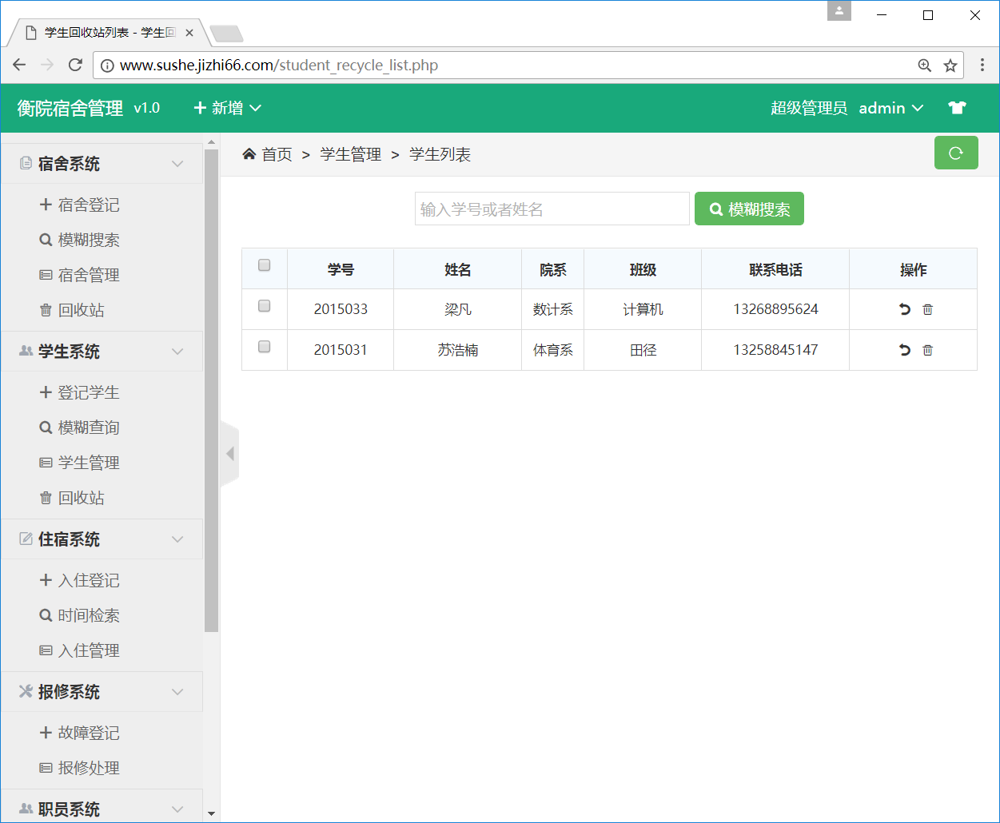 学生回收站列表 - 学生回
www.sushe.jizhi66.com/student_recycle_list.php
衡院宿舍管理 v1.0 新增 超级管理员 admin
首页 > 学生管理 > 学生列表
宿舍系统
宿舍登记
模糊搜索
宿舍管理
回收站
学生系统
登记学生
模糊查询
学生管理
回收站
住宿系统
入住登记
时间检索
入住管理
报修系统
故障登记
报修处理
职员系统
输入学号或者姓名 模糊搜索
学号 姓名 院系 班级 联系电话 操作
2015033 梁凡 数计系 计算机 13268895624
2015031 苏浩楠 体育系 田径 13258845147